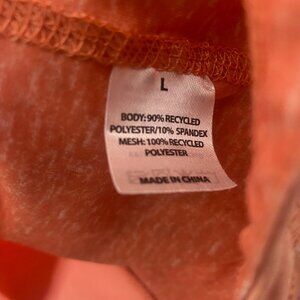 L
BODY: 90% RECYCLED
POLYESTER/10% SPANDEX
MESH: 100% RECYCLED
POLYESTER
MADE IN CHINA